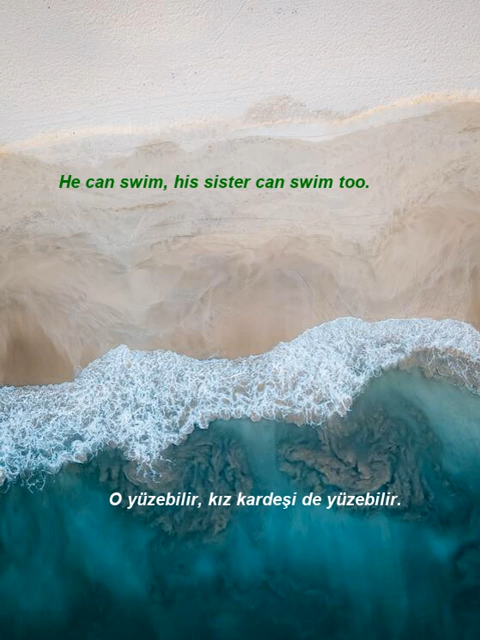 He can swim, his sister can swim too.
O yüzebilir, kız kardeşi de yüzebilir.